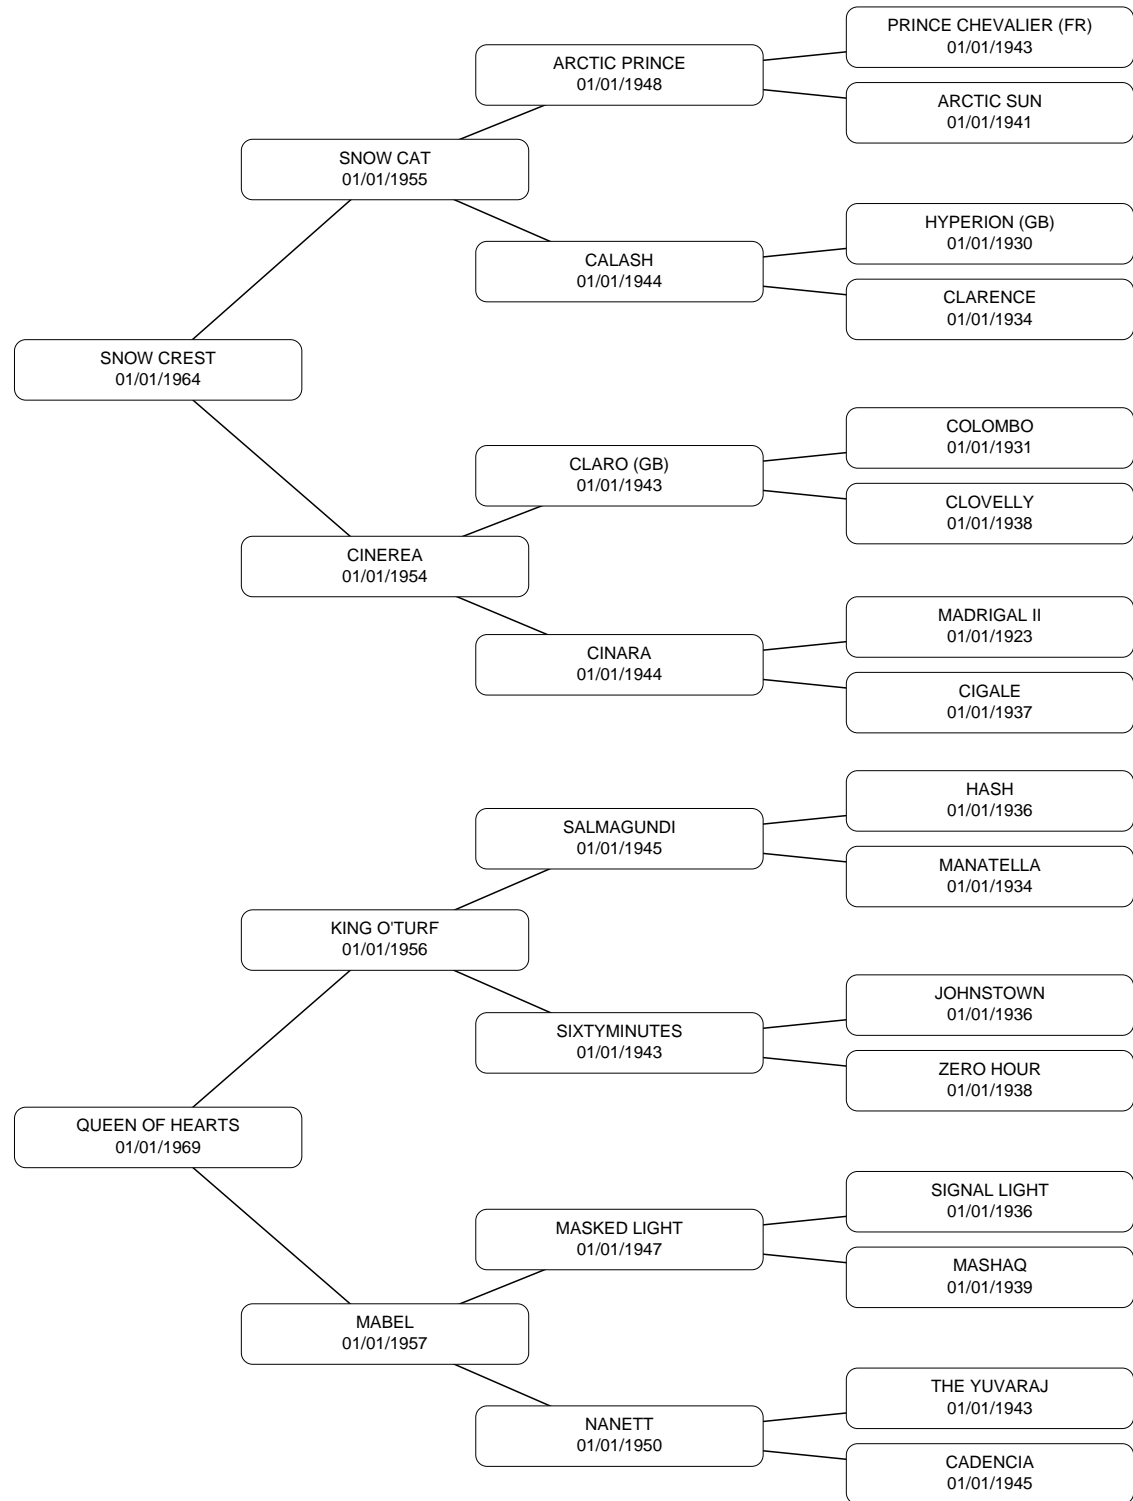 PRINCE CHEVALIER (FR)
01/01/1943
ARCTIC PRINCE
01/01/1948
ARCTIC SUN
01/01/1941
SNOW CAT
01/01/1955
HYPERION (GB)
01/01/1930
CALASH
01/01/1944
CLARENCE
01/01/1934
SNOW CREST
01/01/1964
COLOMBO
01/01/1931
CLARO (GB)
01/01/1943
CLOVELLY
01/01/1938
CINEREA
01/01/1954
MADRIGAL II
01/01/1923
CINARA
01/01/1944
CIGALE
01/01/1937
HASH
01/01/1936
SALMAGUNDI
01/01/1945
MANATELLA
01/01/1934
KING O'TURF
01/01/1956
JOHNSTOWN
01/01/1936
SIXTYMINUTES
01/01/1943
ZERO HOUR
01/01/1938
QUEEN OF HEARTS
01/01/1969
SIGNAL LIGHT
01/01/1936
MASKED LIGHT
01/01/1947
MASHAQ
01/01/1939
MABEL
01/01/1957
THE YUVARAJ
01/01/1943
NANETT
01/01/1950
CADENCIA
01/01/1945